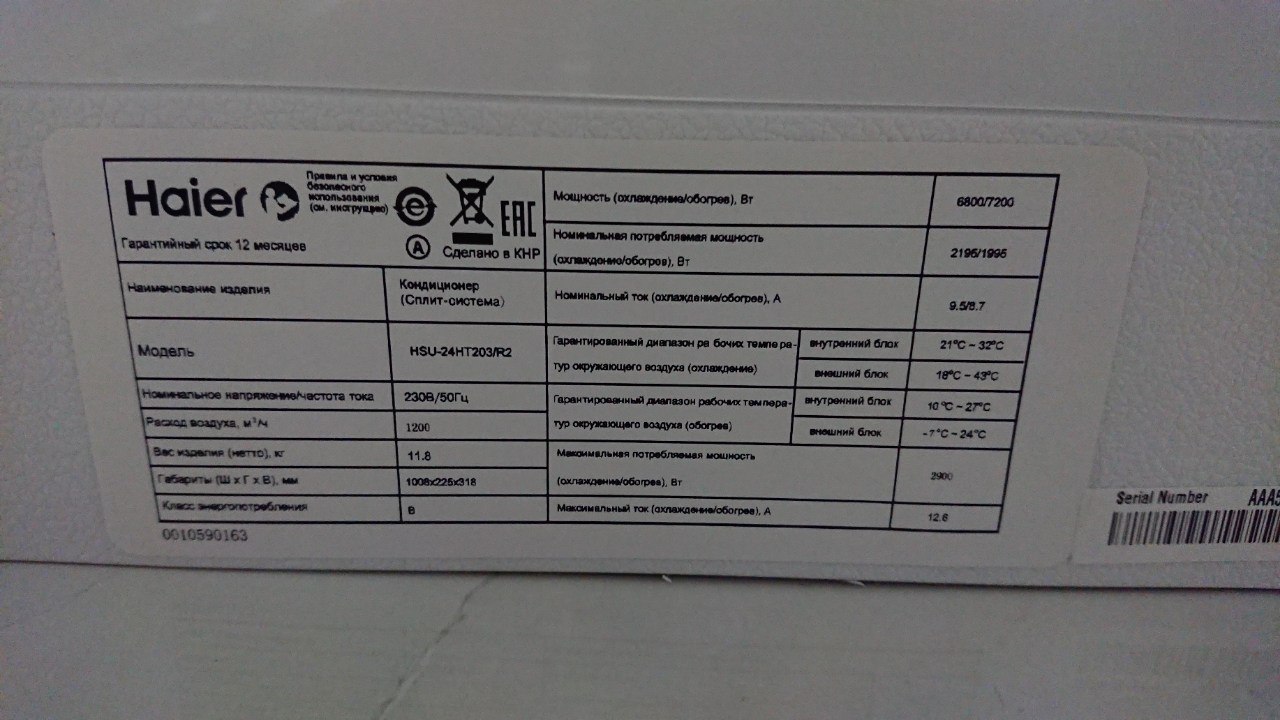 Haier
Правила и условия
безопасного
использования
(см. инструкцию)
ЕАС
Гарантийный срок 12 месяцев
А
Сделано в КНР
Наименование изделия
Кондиционер
(Сплит-система)
Модель
HSU-24HT203/R2
Номинальное напряжение/частота тока
230В/50Гц
Расход воздуха, м³/ч
1200
Вес изделия (нетто), кг
11.8
Габариты (Ш х Г х В), мм
1008x225x318
Класс энергопотребления
B
Мощность (охлаждение/обогрев), Вт
6800/7200
Номинальная потребляемая мощность
(охлаждение/обогрев), Вт
2195/1995
Номинальный ток (охлаждение/обогрев), А
9.5/8.7
Гарантированный диапазон ра бочих темпера-
тур окружающего воздуха (охлаждение)
внутренний блок
21°C ~ 32°C
внешний блок
18°C ~ 43°C
Гарантированный диапазон рабочих темпера-
тур окружающего воздуха (обогрев)
внутренний блок
10°C ~ 27°C
внешний блок
-7°C ~ 24°C
Максимальная потребляемая мощность
(охлаждение/обогрев), Вт
2900
Максимальный ток (охлаждение/обогрев), А
12.6
0010590163
Serial Number AAA5